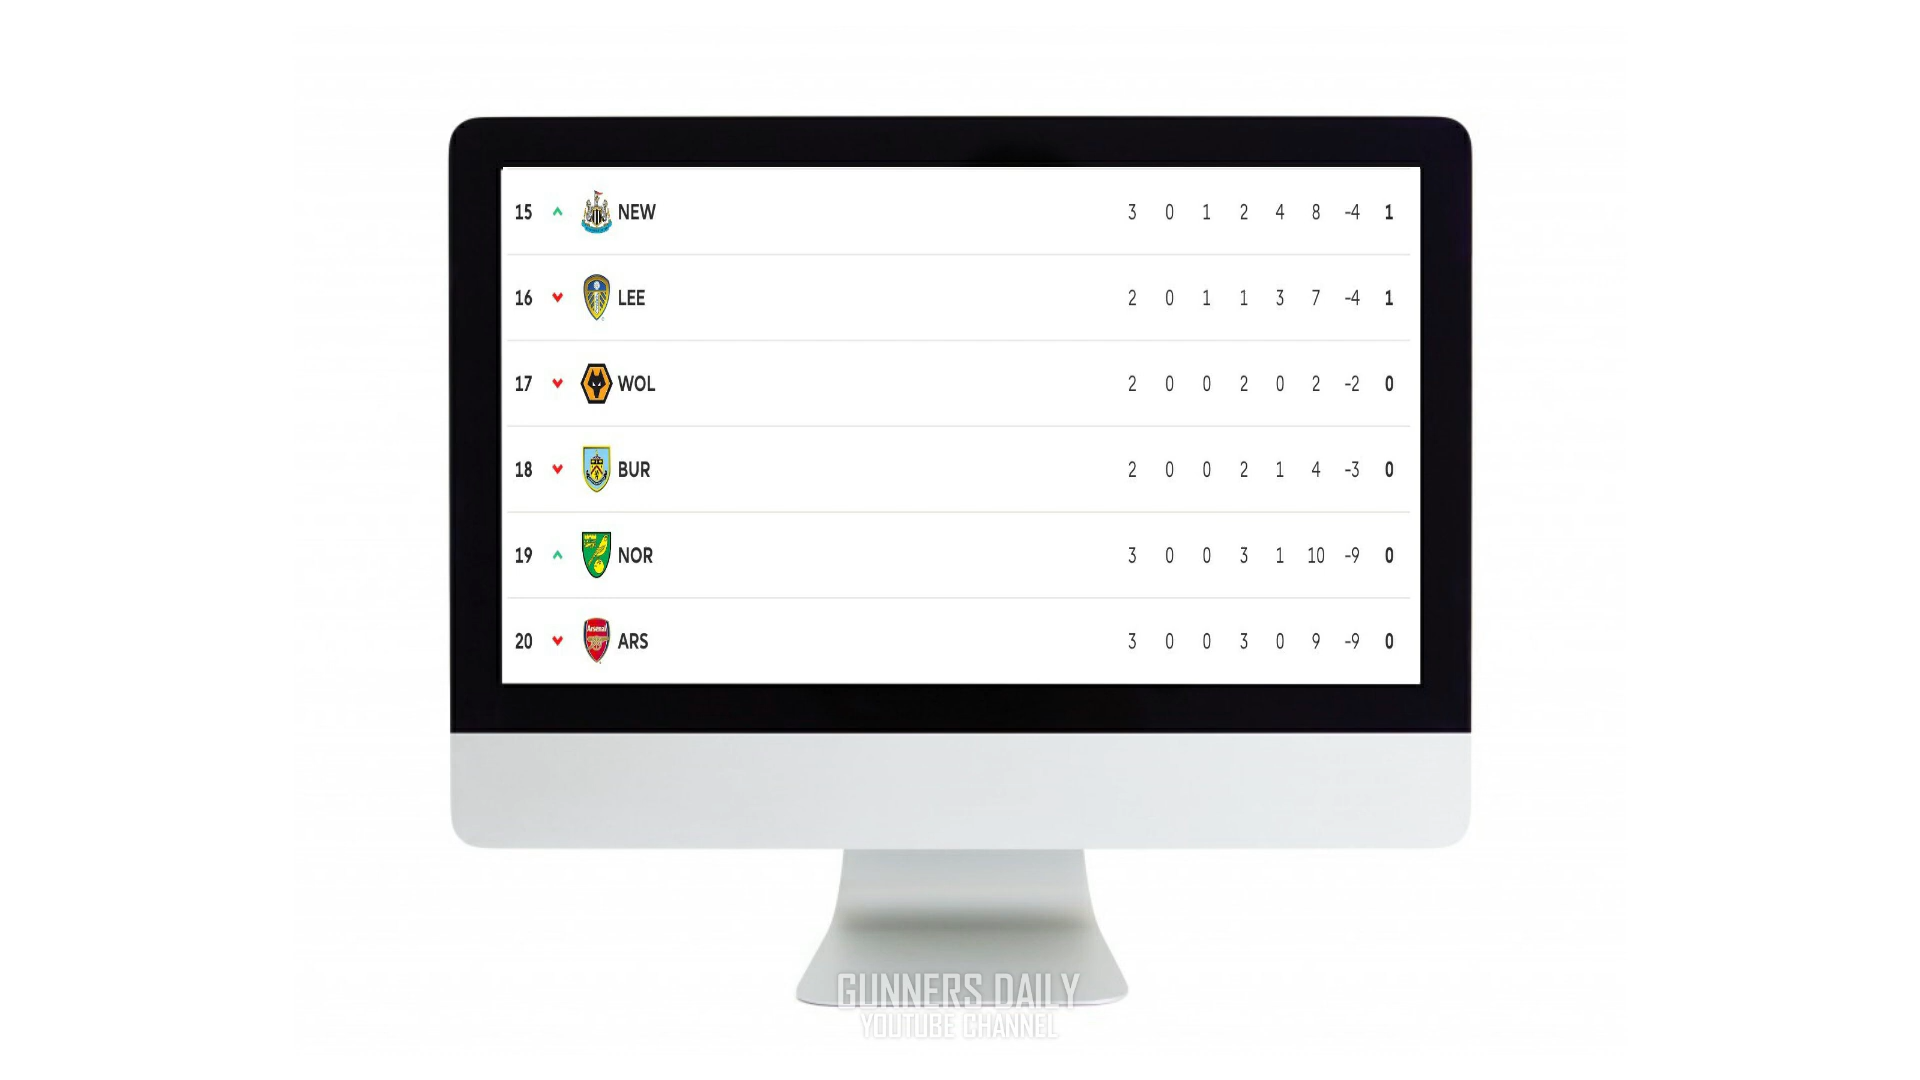 15 NEW 3 0 1 2 4 8 -4 1
16 LEE 2 0 1 1 3 7 -4 1
17 WOL 2 0 0 2 0 2 -2 0
18 BUR 2 0 0 2 1 4 -3 0
19 NOR 3 0 0 3 1 10 -9 0
20 Arsenal ARS 3 0 0 3 0 9 -9 0
GUNNERS DAILY
YOUTUBE CHANNEL